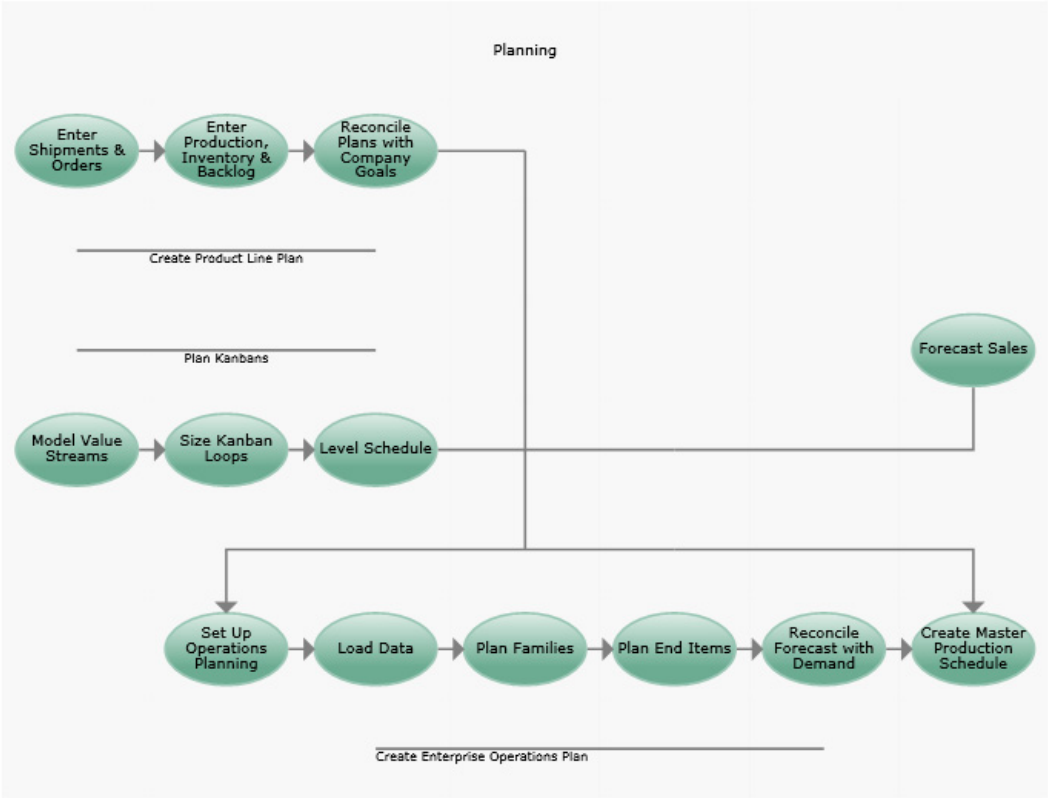 Planning
Enter
Shipments &
Orders
Enter
Production,
Inventory &
Backlog
Reconcile
Plans with
Company
Goals
Create Product Line Plan
Plan Kanbans
Forecast Sales
Model Value
Streams
Size Kanban
Loops
Level Schedule
Set Up
Operations
Planning
Load Data
Plan Families
Plan End Items
Reconcile
Forecast with
Demand
Create Master
Production
Schedule
Create Enterprise Operations Plan